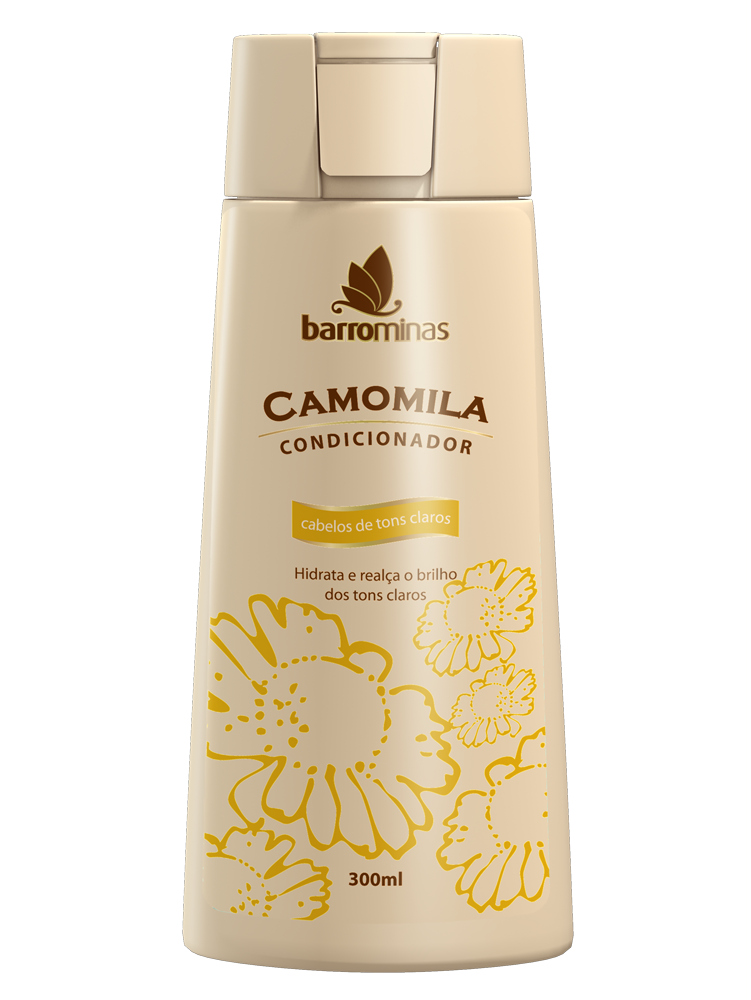 barrominas
CAMOMILA
CONDICIONADOR
cabelos de tons claros
Hidrata e realça o brilho
dos tons claros
300ml